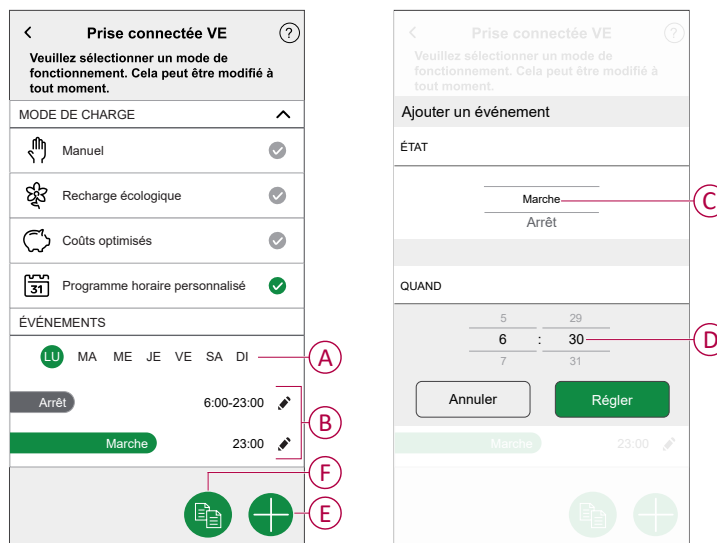 Prise connectée VE
?
Veuillez sélectionner un mode de
fonctionnement. Cela peut être modifié à
tout moment.
MODE DE CHARGE
Manuel
Recharge écologique
Coûts optimisés
31 Programme horaire personnalisé
ÉVÉNEMENTS
LU MA ME JE VE SA DI
A
Arrêt 6:00-23:00
B
Marche 23:00
F
E
Prise connectée VE
?
Veuillez sélectionner un mode de
fonctionnement. Cela peut être modifié à
tout moment.
Ajouter un événement
ÉTAT
Marche
C
Arrêt
QUAND
5 29
6 : 30
D
7 31
Annuler Régler
Marche 23:00